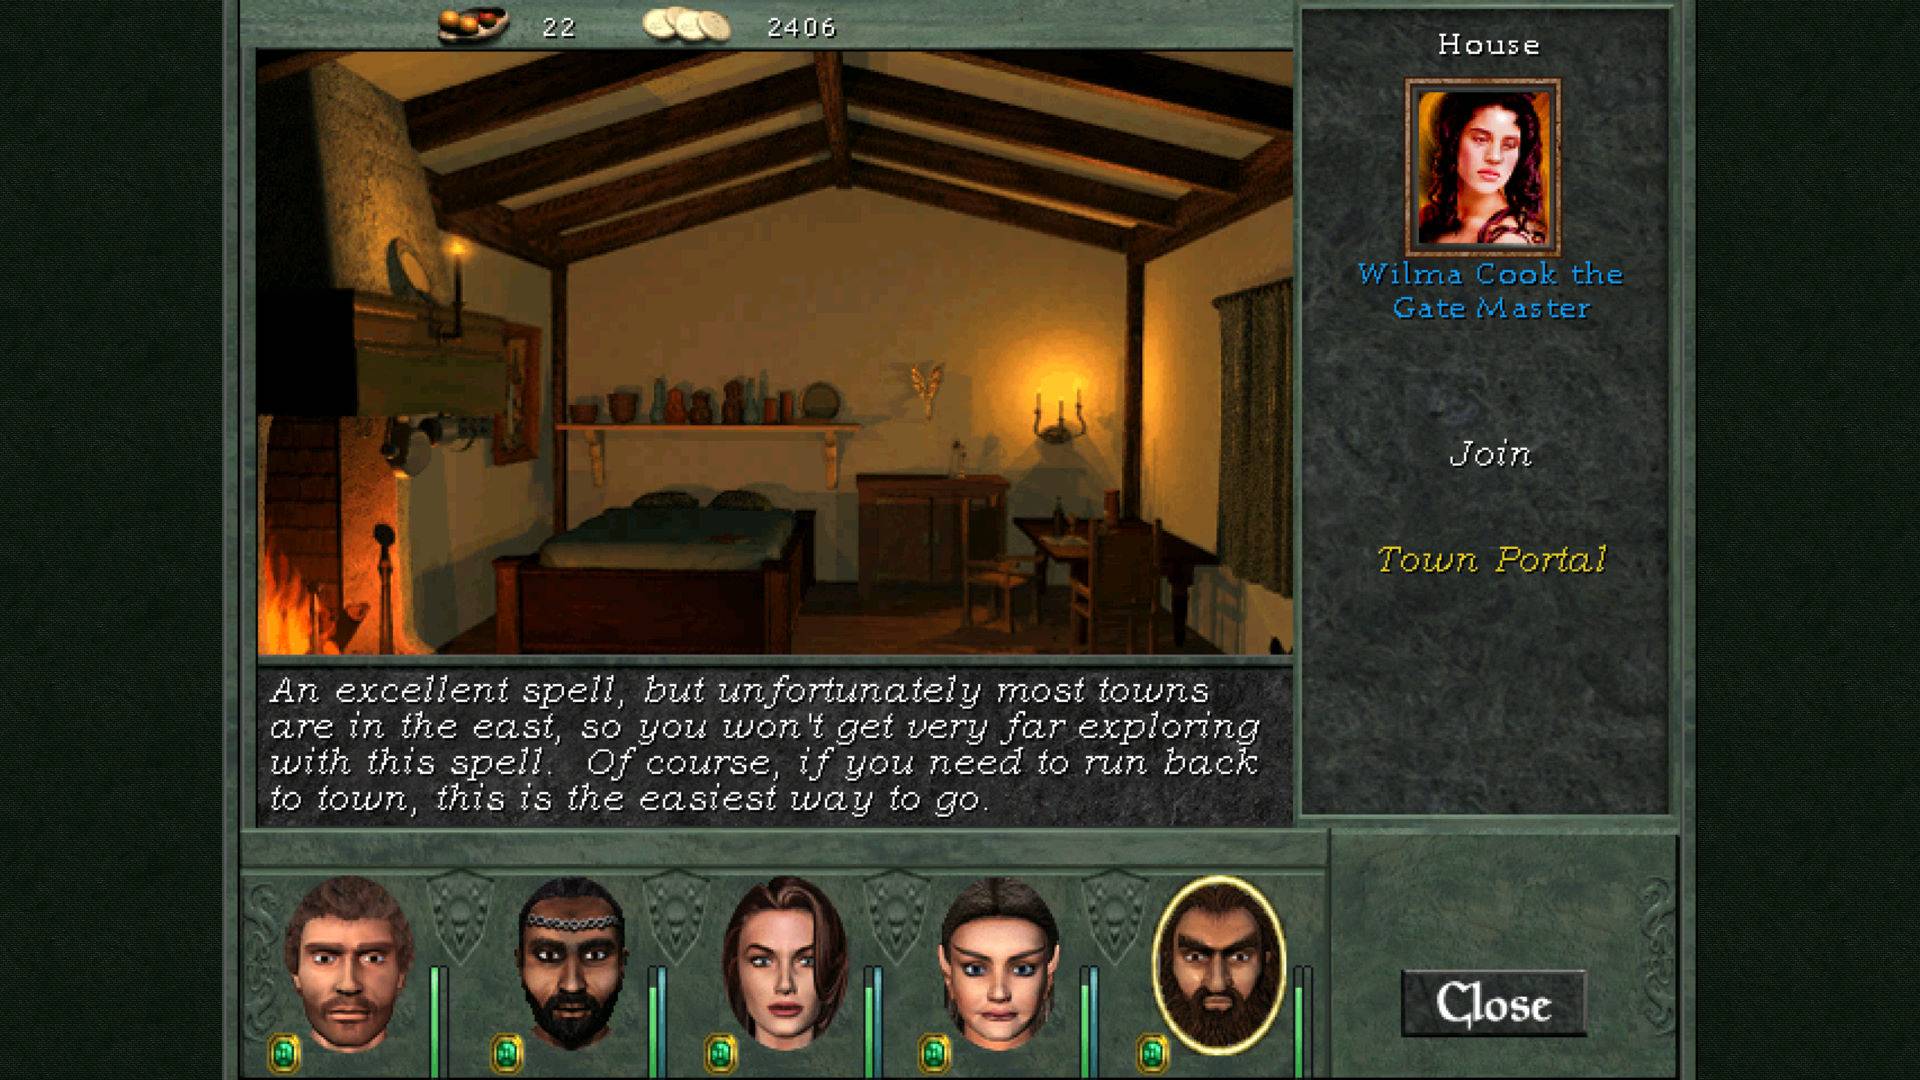 22 2406
House
Wilma Cook the
Gate Master
Join
Town Portal
An excellent spell, but unfortunately most towns
are in the east, so you won't get very far exploring
with this spell.  Of course, if you need to run back
to town, this is the easiest way to go.
Close